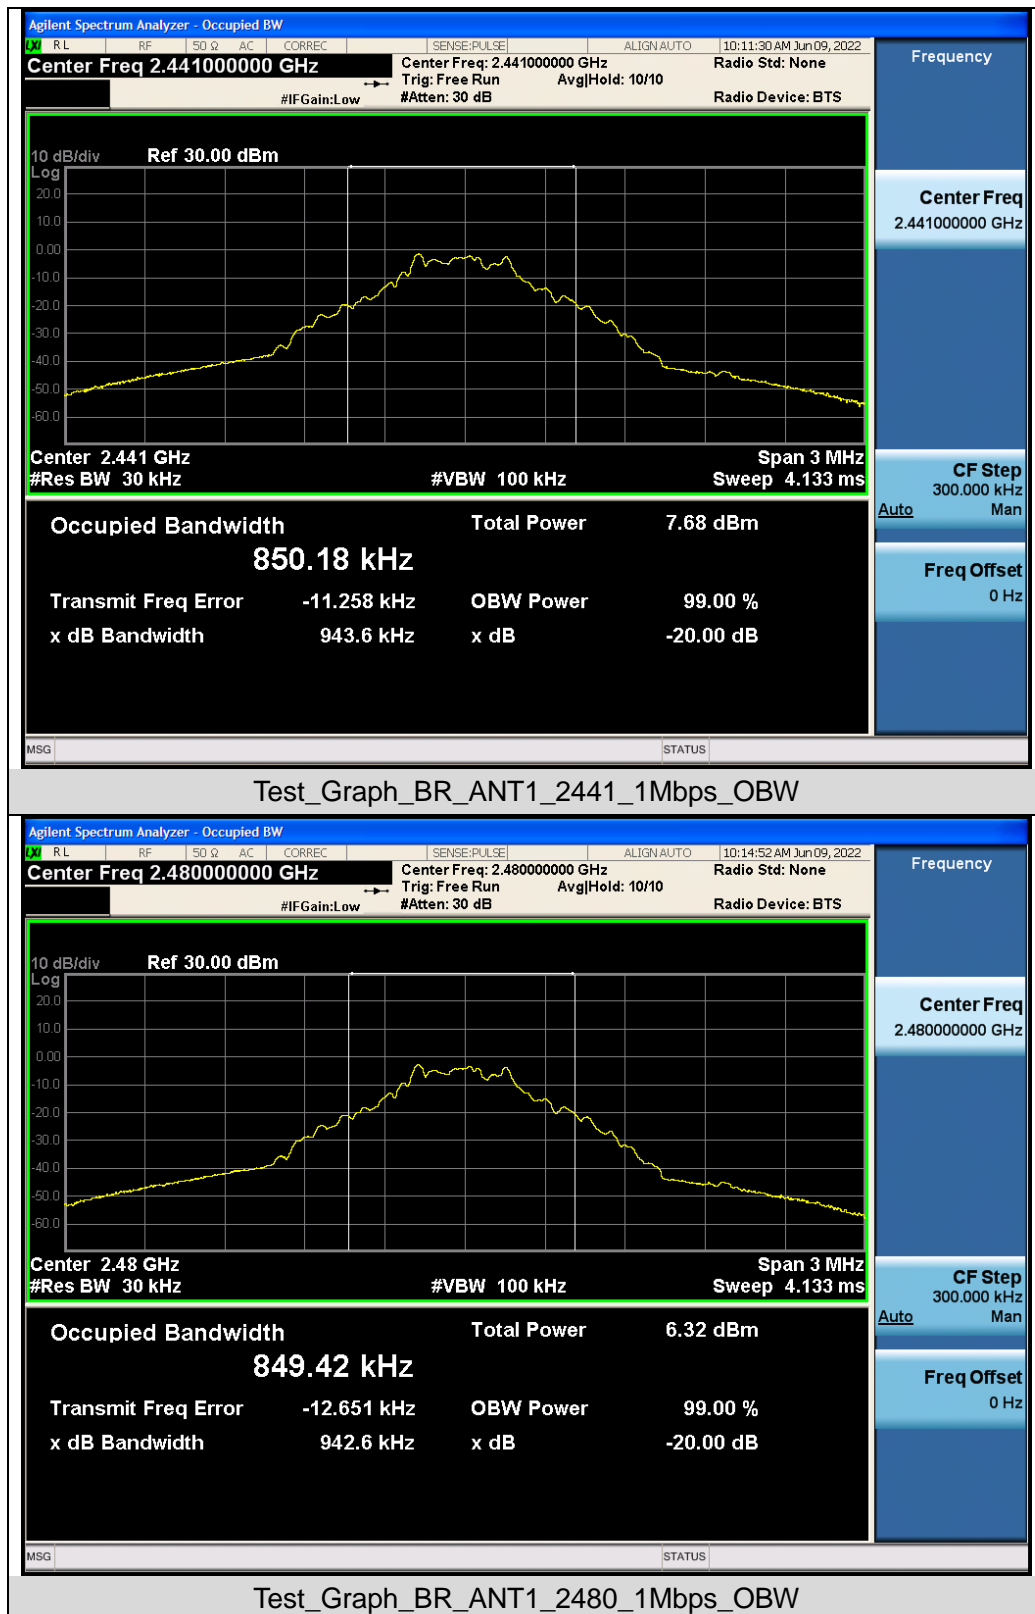 Agilent Spectrum Analyzer - Occupied BW
LXI RL RF 50 Ω AC CORREC SENSE:PULSE ALIGN AUTO 10:11:30 AM Jun 09, 2022
Center Freq 2.441000000 GHz Center Freq: 2.441000000 GHz Radio Std: None
Trig: Free Run Avg|Hold: 10/10
#IFGain:Low #Atten: 30 dB Radio Device: BTS
Frequency
10 dB/div Ref 30.00 dBm
Log
20.0
10.0
0.00
-10.0
-20.0
-30.0
-40.0
-50.0
-60.0
Center 2.441 GHz Span 3 MHz
#Res BW 30 kHz #VBW 100 kHz Sweep 4.133 ms
Center Freq
2.441000000 GHz
CF Step
300.000 kHz
Auto Man
Freq Offset
0 Hz
Occupied Bandwidth Total Power 7.68 dBm
850.18 kHz
Transmit Freq Error -11.258 kHz OBW Power 99.00 %
x dB Bandwidth 943.6 kHz x dB -20.00 dB
MSG STATUS
Test_Graph_BR_ANT1_2441_1Mbps_OBW
Agilent Spectrum Analyzer - Occupied BW
LXI RL RF 50 Ω AC CORREC SENSE:PULSE ALIGN AUTO 10:14:52 AM Jun 09, 2022
Center Freq 2.480000000 GHz Center Freq: 2.480000000 GHz Radio Std: None
Trig: Free Run Avg|Hold: 10/10
#IFGain:Low #Atten: 30 dB Radio Device: BTS
Frequency
10 dB/div Ref 30.00 dBm
Log
20.0
10.0
0.00
-10.0
-20.0
-30.0
-40.0
-50.0
-60.0
Center 2.48 GHz Span 3 MHz
#Res BW 30 kHz #VBW 100 kHz Sweep 4.133 ms
Center Freq
2.480000000 GHz
CF Step
300.000 kHz
Auto Man
Freq Offset
0 Hz
Occupied Bandwidth Total Power 6.32 dBm
849.42 kHz
Transmit Freq Error -12.651 kHz OBW Power 99.00 %
x dB Bandwidth 942.6 kHz x dB -20.00 dB
MSG STATUS
Test_Graph_BR_ANT1_2480_1Mbps_OBW